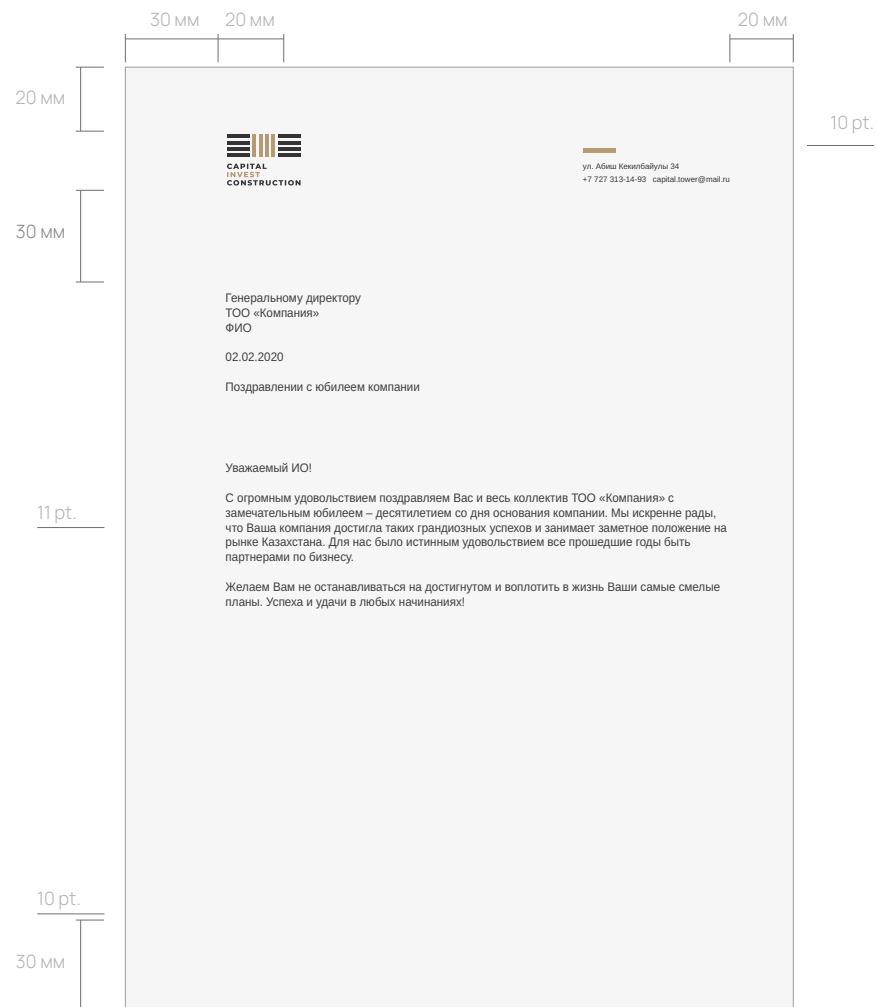 30 мм 20 мм 20 мм
20 мм
10 pt.
CAPITAL
INVEST
CONSTRUCTION
ул. Абиш Кекилбайулы 34
+7 727 313-14-93 capital.tower@mail.ru
30 мм
Генеральному директору
ТОО «Компания»
ФИО
02.02.2020
Поздравлении с юбилеем компании
Уважаемый ИО!
С огромным удовольствием поздравляем Вас и весь коллектив ТОО «Компания» с
замечательным юбилеем – десятилетием со дня основания компании. Мы искренне рады,
что Ваша компания достигла таких грандиозных успехов и занимает заметное положение на
рынке Казахстана. Для нас было истинным удовольствием все прошедшие годы быть
партнерами по бизнесу.
11 pt.
Желаем Вам не останавливаться на достигнутом и воплотить в жизнь Ваши самые смелые
планы. Успеха и удачи в любых начинаниях!
10 pt.
30 мм